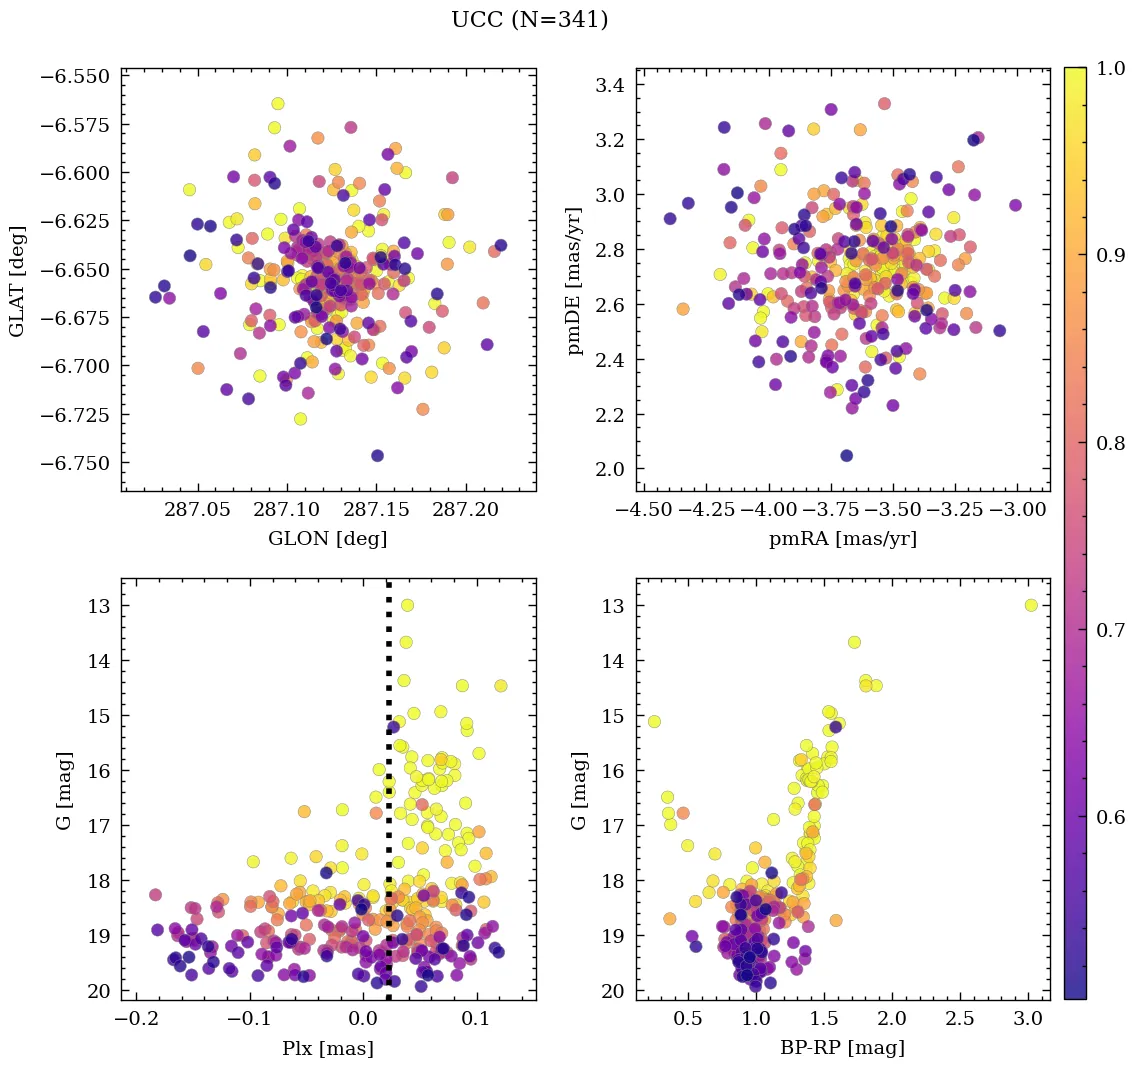 UCC (N=341)
−6.550
−6.575
−6.600
−6.625
−6.650
−6.675
−6.700
−6.725
−6.750
GLAT [deg]
287.05 287.10 287.15 287.20
GLON [deg]
3.4
3.2
3.0
2.8
2.6
2.4
2.2
2.0
pmDE [mas/yr]
−4.50 −4.25 −4.00 −3.75 −3.50 −3.25 −3.00
pmRA [mas/yr]
13
14
15
16
17
18
19
20
G [mag]
−0.2 −0.1 0.0 0.1
Plx [mas]
13
14
15
16
17
18
19
20
G [mag]
0.5 1.0 1.5 2.0 2.5 3.0
BP-RP [mag]
1.0
0.9
0.8
0.7
0.6